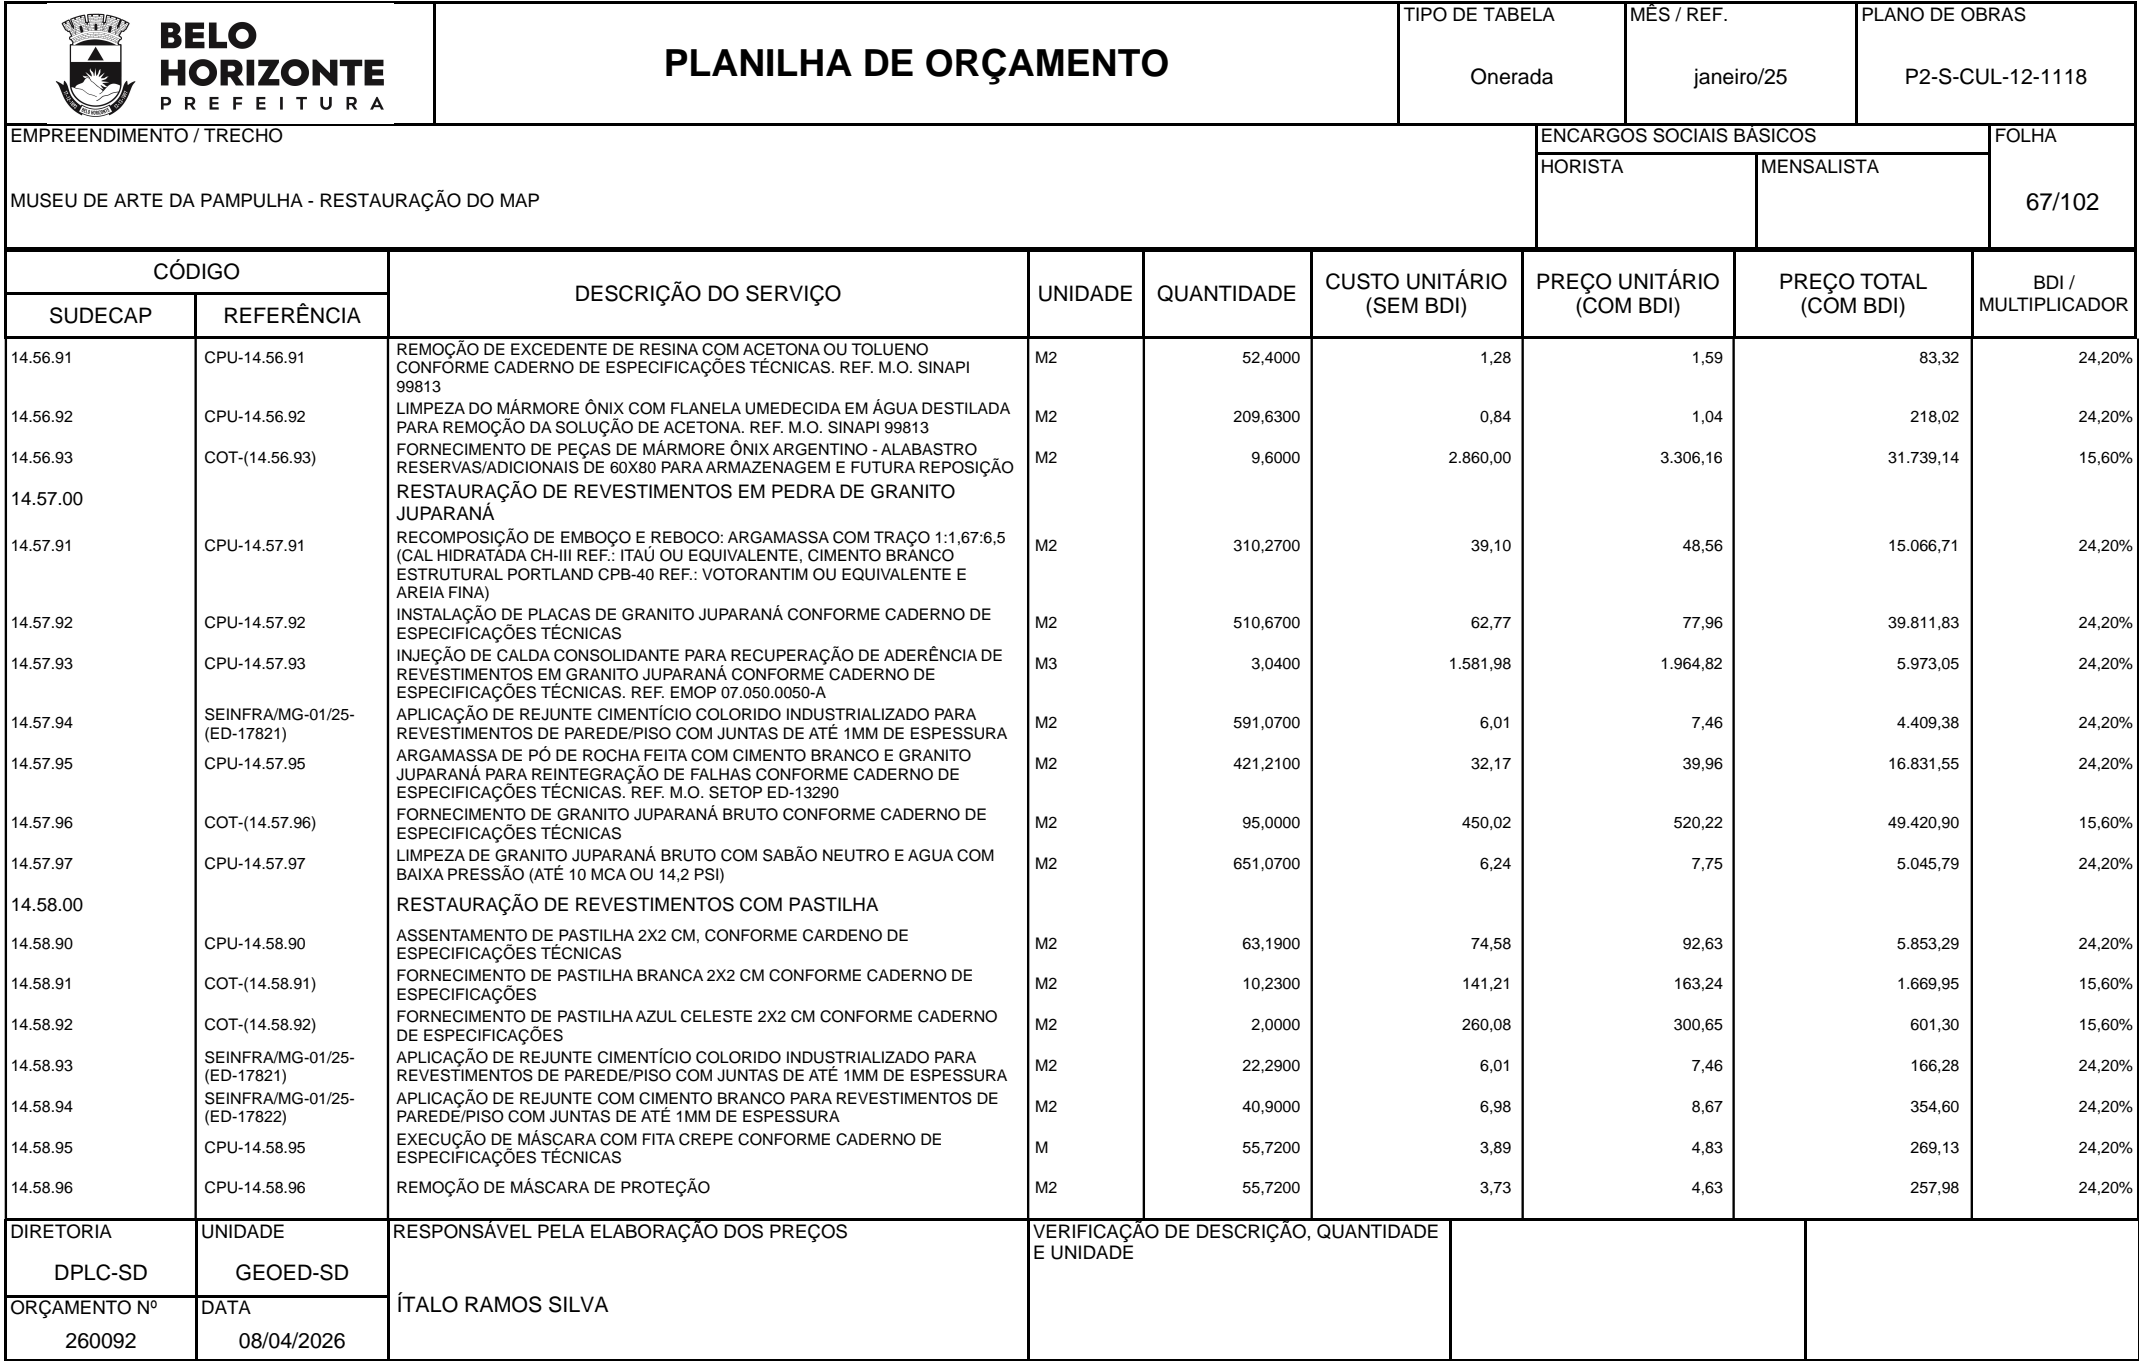 BELO
HORIZONTE
PREFEITURA
PLANILHA DE ORÇAMENTO
TIPO DE TABELA
Onerada
MÊS / REF.
janeiro/25
PLANO DE OBRAS
P2-S-CUL-12-1118
EMPREENDIMENTO / TRECHO
MUSEU DE ARTE DA PAMPULHA - RESTAURAÇÃO DO MAP
ENCARGOS SOCIAIS BÁSICOS
HORISTA
MENSALISTA
FOLHA
67/102
CÓDIGO
SUDECAP
REFERÊNCIA
DESCRIÇÃO DO SERVIÇO
UNIDADE
QUANTIDADE
CUSTO UNITÁRIO
(SEM BDI)
PREÇO UNITÁRIO
(COM BDI)
PREÇO TOTAL
(COM BDI)
BDI /
MULTIPLICADOR
14.56.91 CPU-14.56.91 REMOÇÃO DE EXCEDENTE DE RESINA COM ACETONA OU TOLUENO M2 52,4000 1,28 1,59 83,32 24,20%
CONFORME CADERNO DE ESPECIFICAÇÕES TÉCNICAS. REF. M.O. SINAPI
99813
14.56.92 CPU-14.56.92 LIMPEZA DO MÁRMORE ÔNIX COM FLANELA UMEDECIDA EM ÁGUA DESTILADA M2 209,6300 0,84 1,04 218,02 24,20%
PARA REMOÇÃO DA SOLUÇÃO DE ACETONA. REF. M.O. SINAPI 99813
14.56.93 COT-(14.56.93) FORNECIMENTO DE PEÇAS DE MÁRMORE ÔNIX ARGENTINO - ALABASTRO M2 9,6000 2.860,00 3.306,16 31.739,14 15,60%
RESERVAS/ADICIONAIS DE 60X80 PARA ARMAZENAGEM E FUTURA REPOSIÇÃO
14.57.00 RESTAURAÇÃO DE REVESTIMENTOS EM PEDRA DE GRANITO
JUPARANÁ
14.57.91 CPU-14.57.91 RECOMPOSIÇÃO DE EMBOÇO E REBOCO: ARGAMASSA COM TRAÇO 1:1,67:6,5 M2 310,2700 39,10 48,56 15.066,71 24,20%
(CAL HIDRATADA CH-III REF.: ITAÚ OU EQUIVALENTE, CIMENTO BRANCO
ESTRUTURAL PORTLAND CPB-40 REF.: VOTORANTIM OU EQUIVALENTE E
AREIA FINA)
14.57.92 CPU-14.57.92 INSTALAÇÃO DE PLACAS DE GRANITO JUPARANÁ CONFORME CADERNO DE M2 510,6700 62,77 77,96 39.811,83 24,20%
ESPECIFICAÇÕES TÉCNICAS
14.57.93 CPU-14.57.93 INJEÇÃO DE CALDA CONSOLIDANTE PARA RECUPERAÇÃO DE ADERÊNCIA DE M3 3,0400 1.581,98 1.964,82 5.973,05 24,20%
REVESTIMENTOS EM GRANITO JUPARANÁ CONFORME CADERNO DE
ESPECIFICAÇÕES TÉCNICAS. REF. EMOP 07.050.0050-A
14.57.94 SEINFRA/MG-01/25- APLICAÇÃO DE REJUNTE CIMENTÍCIO COLORIDO INDUSTRIALIZADO PARA M2 591,0700 6,01 7,46 4.409,38 24,20%
(ED-17821) REVESTIMENTOS DE PAREDE/PISO COM JUNTAS DE ATÉ 1MM DE ESPESSURA
14.57.95 CPU-14.57.95 ARGAMASSA DE PÓ DE ROCHA FEITA COM CIMENTO BRANCO E GRANITO M2 421,2100 32,17 39,96 16.831,55 24,20%
JUPARANÁ PARA REINTEGRAÇÃO DE FALHAS CONFORME CADERNO DE
ESPECIFICAÇÕES TÉCNICAS. REF. M.O. SETOP ED-13290
14.57.96 COT-(14.57.96) FORNECIMENTO DE GRANITO JUPARANÁ BRUTO CONFORME CADERNO DE M2 95,0000 450,02 520,22 49.420,90 15,60%
ESPECIFICAÇÕES TÉCNICAS
14.57.97 CPU-14.57.97 LIMPEZA DE GRANITO JUPARANÁ BRUTO COM SABÃO NEUTRO E AGUA COM M2 651,0700 6,24 7,75 5.045,79 24,20%
BAIXA PRESSÃO (ATÉ 10 MCA OU 14,2 PSI)
14.58.00 RESTAURAÇÃO DE REVESTIMENTOS COM PASTILHA
14.58.90 CPU-14.58.90 ASSENTAMENTO DE PASTILHA 2X2 CM, CONFORME CARDENO DE M2 63,1900 74,58 92,63 5.853,29 24,20%
ESPECIFICAÇÕES TÉCNICAS
14.58.91 COT-(14.58.91) FORNECIMENTO DE PASTILHA BRANCA 2X2 CM CONFORME CADERNO DE M2 10,2300 141,21 163,24 1.669,95 15,60%
ESPECIFICAÇÕES
14.58.92 COT-(14.58.92) FORNECIMENTO DE PASTILHA AZUL CELESTE 2X2 CM CONFORME CADERNO M2 2,0000 260,08 300,65 601,30 15,60%
DE ESPECIFICAÇÕES
14.58.93 SEINFRA/MG-01/25- APLICAÇÃO DE REJUNTE CIMENTÍCIO COLORIDO INDUSTRIALIZADO PARA M2 22,2900 6,01 7,46 166,28 24,20%
(ED-17821) REVESTIMENTOS DE PAREDE/PISO COM JUNTAS DE ATÉ 1MM DE ESPESSURA
14.58.94 SEINFRA/MG-01/25- APLICAÇÃO DE REJUNTE COM CIMENTO BRANCO PARA REVESTIMENTOS DE M2 40,9000 6,98 8,67 354,60 24,20%
(ED-17822) PAREDE/PISO COM JUNTAS DE ATÉ 1MM DE ESPESSURA
14.58.95 CPU-14.58.95 EXECUÇÃO DE MÁSCARA COM FITA CREPE CONFORME CADERNO DE M 55,7200 3,89 4,83 269,13 24,20%
ESPECIFICAÇÕES TÉCNICAS
14.58.96 CPU-14.58.96 REMOÇÃO DE MÁSCARA DE PROTEÇÃO M2 55,7200 3,73 4,63 257,98 24,20%
DIRETORIA
DPLC-SD
UNIDADE
GEOED-SD
RESPONSÁVEL PELA ELABORAÇÃO DOS PREÇOS
ÍTALO RAMOS SILVA
VERIFICAÇÃO DE DESCRIÇÃO, QUANTIDADE
E UNIDADE
ORÇAMENTO Nº
260092
DATA
08/04/2026